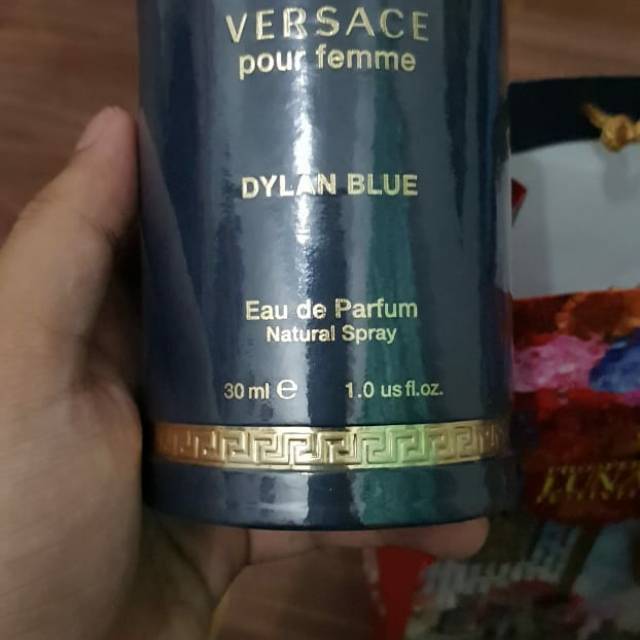 VERSACE
pour femme
DYLAN BLUE
Eau de Parfum
Natural Spray
30 ml ℮ 1.0 us fl.oz.